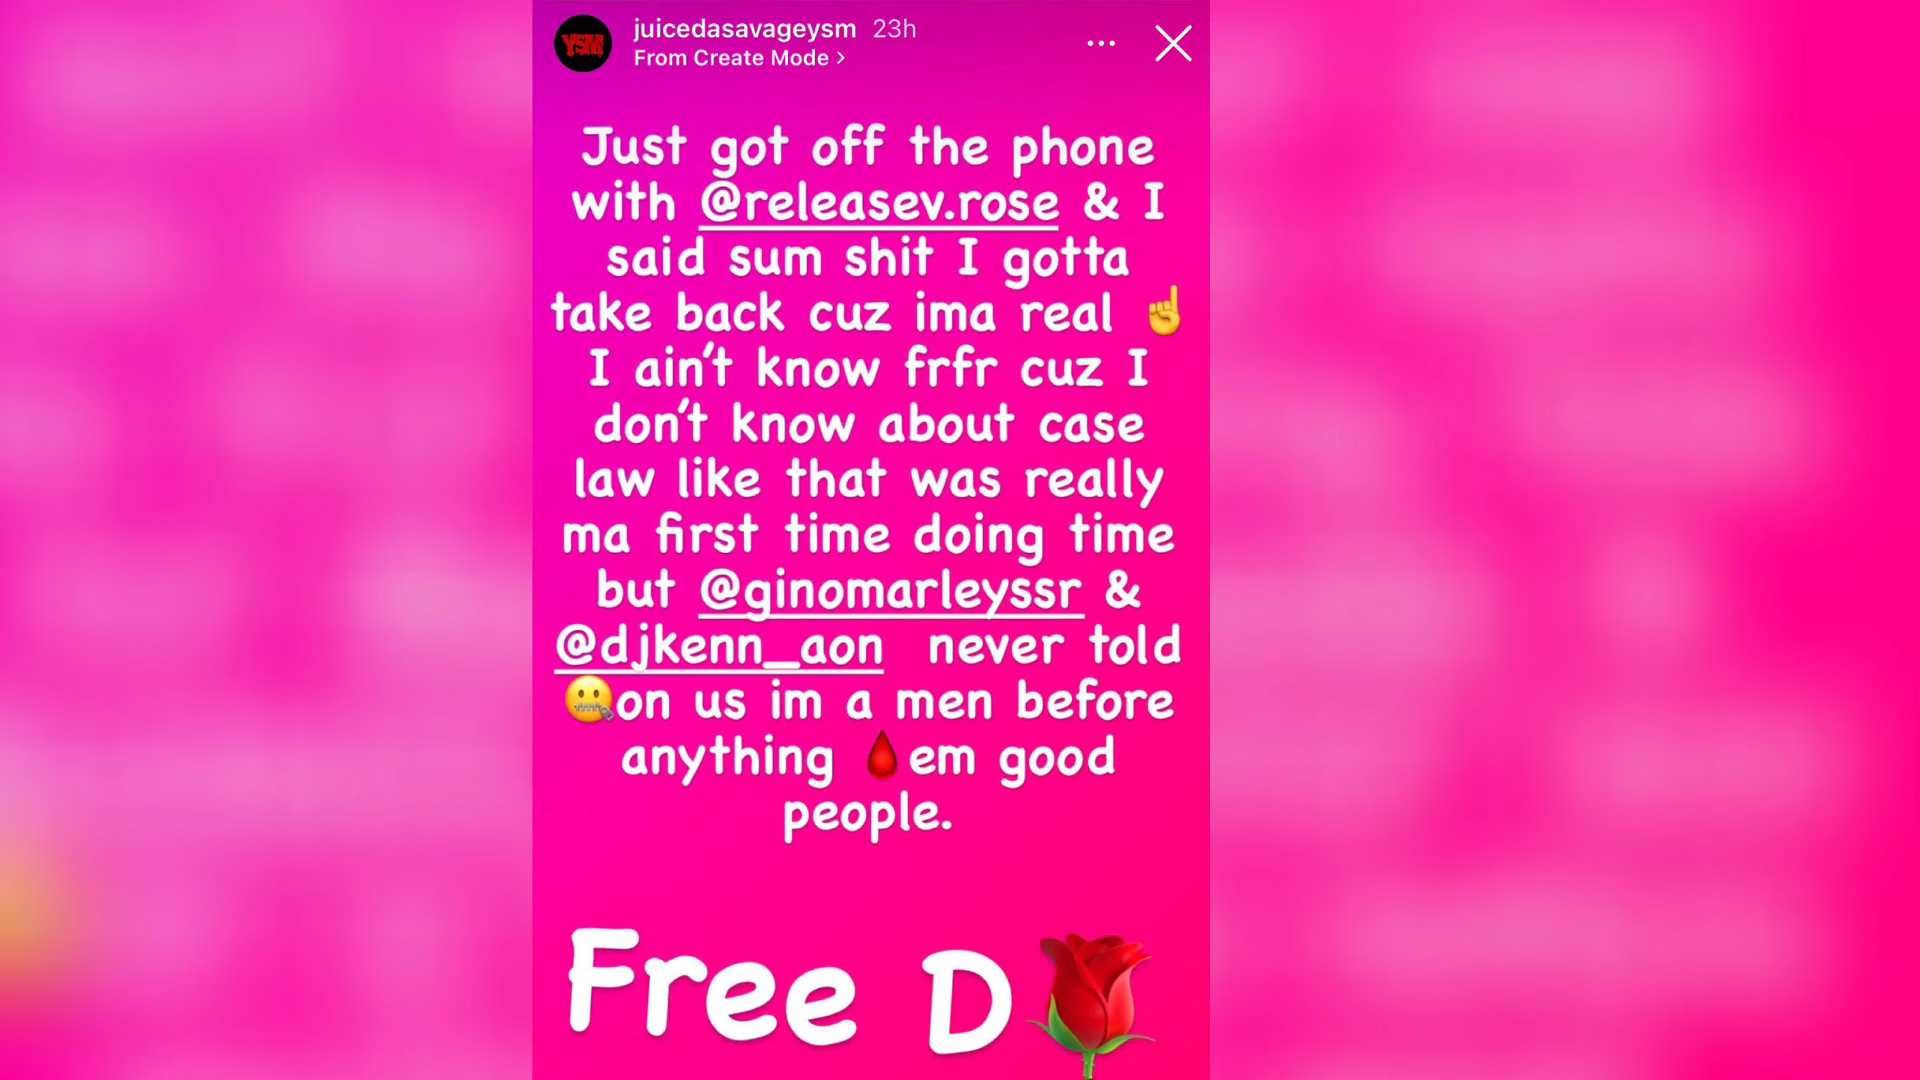 YSM
juicedasavageysm 23h
From Create Mode >
Just got off the phone
with @releasev.rose & I
said sum shit I gotta
take back cuz ima real ☝
I ain't know frfr cuz I
don't know about case
law like that was really
ma first time doing time
but @ginomarleyssr &
@djkenn_aon never told
🤐on us im a men before
anything 🩸em good
people.
Free D🌹